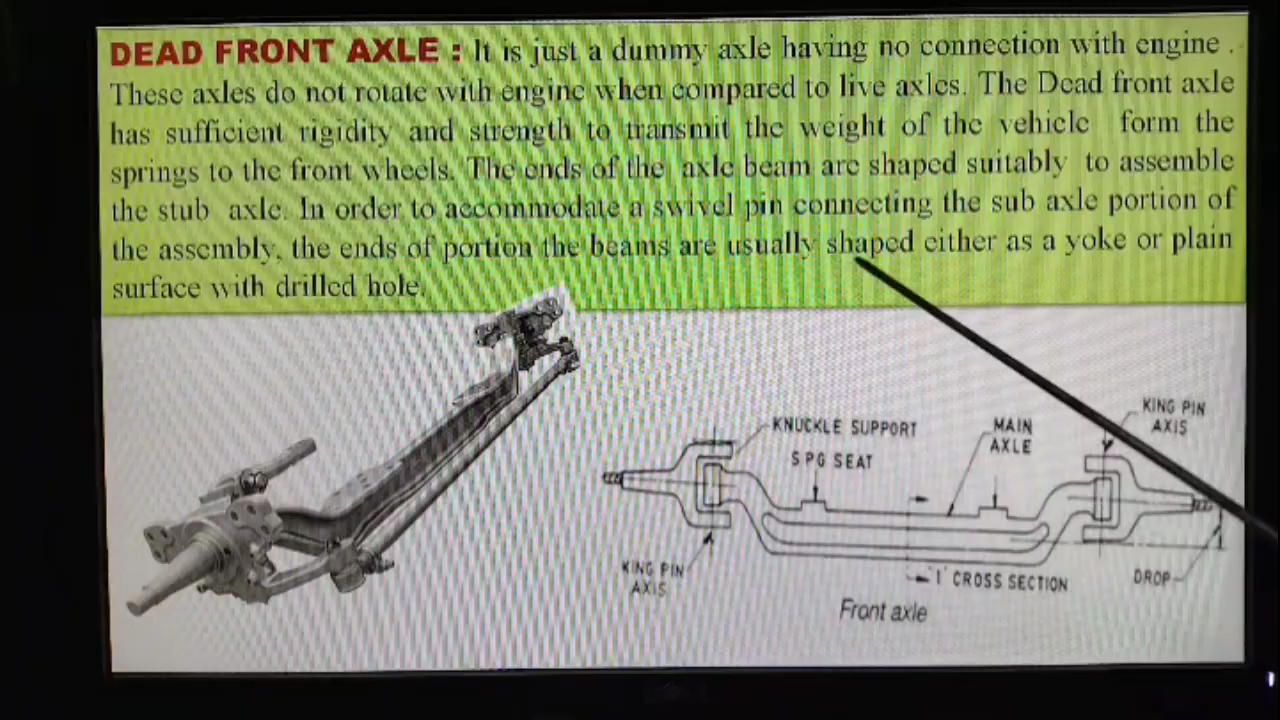 DEAD FRONT AXLE : It is just a dummy axle having no connection with engine .
These axles do not rotate with engine when compared to live axles. The Dead front axle
has sufficient rigidity and strength to transmit the weight of the vehicle form the
springs to the front wheels. The ends of the axle beam are shaped suitably to assemble
the stub axle. In order to accommodate a swivel pin connecting the sub axle portion of
the assembly, the ends of portion the beams are usually shaped either as a yoke or plain
surface with drilled hole.
KING PIN
AXIS
KNUCKLE SUPPORT
MAIN
AXLE
SPG SEAT
KING PIN
AXIS
'I' CROSS SECTION
DROP
Front axle